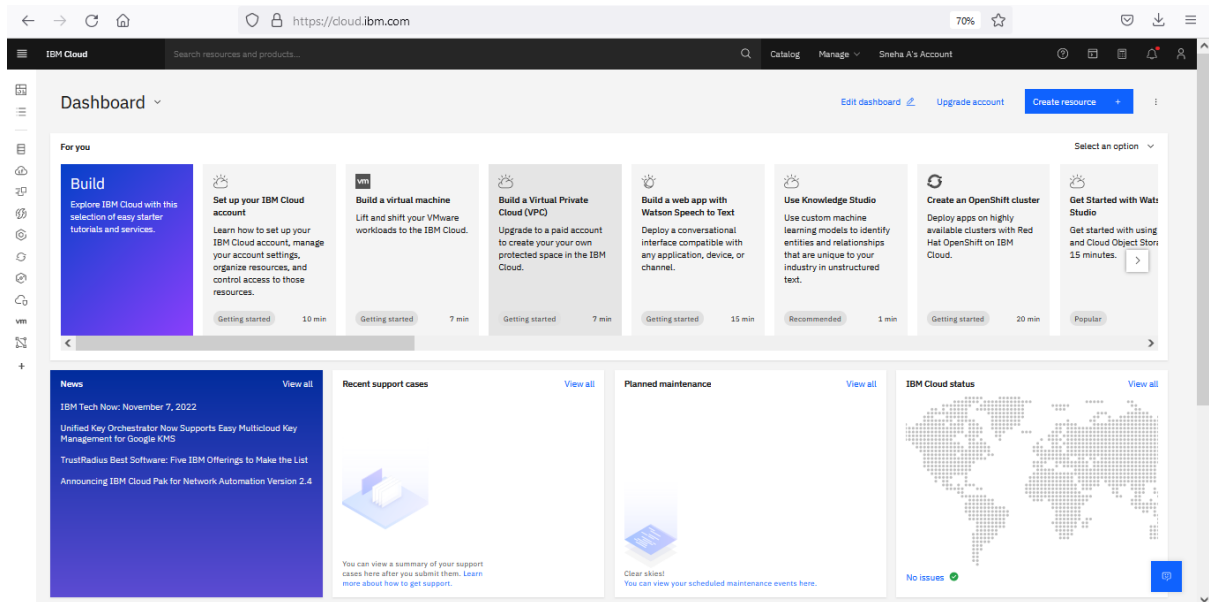 https://cloud.ibm.com
70%
IBM Cloud
Search resources and products...
Catalog
Manage
Sneha A's Account
Dashboard
Edit dashboard
Upgrade account
Create resource +
For you
Select an option
Build
Explore IBM Cloud with this
selection of easy starter
tutorials and services.
Set up your IBM Cloud
account
Learn how to set up your
IBM Cloud account, manage
your account settings,
organize resources, and
control access to those
resources.
Getting started
10 min
vm
Build a virtual machine
Lift and shift your VMware
workloads to the IBM Cloud.
Getting started
7 min
Build a Virtual Private
Cloud (VPC)
Upgrade to a paid account
to create your your own
protected space in the IBM
Cloud.
Getting started
7 min
Build a web app with
Watson Speech to Text
Deploy a conversational
interface compatible with
any application, device, or
channel.
Getting started
15 min
Use Knowledge Studio
Use custom machine
learning models to identify
entities and relationships
that are unique to your
industry in unstructured
text.
Recommended
1 min
Create an OpenShift cluster
Deploy apps on highly
available clusters with Red
Hat OpenShift on IBM
Cloud.
Getting started
20 min
Get Started with Wats
Studio
Get started with using
and Cloud Object Stor
15 minutes.
Popular
vm
News
View all
IBM Tech Now: November 7, 2022
Unified Key Orchestrator Now Supports Easy Multicloud Key
Management for Google KMS
TrustRadius Best Software: Five IBM Offerings to Make the List
Announcing IBM Cloud Pak for Network Automation Version 2.4
Recent support cases
View all
You can view a summary of your support
cases here after you submit them. Learn
more about how to get support.
Planned maintenance
View all
Clear skies!
You can view your scheduled maintenance events here.
IBM Cloud status
View all
No issues